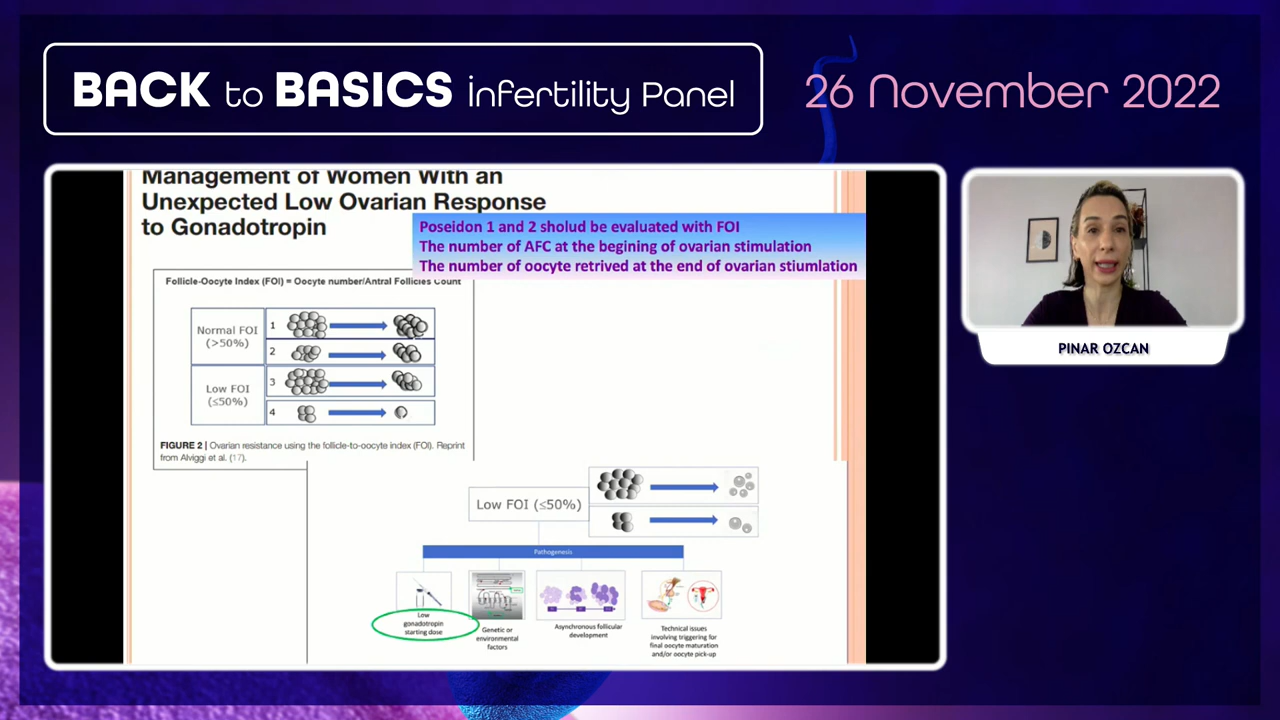 BACK to BASICS infertility Panel
26 November 2022
Management of Women With an
Unexpected Low Ovarian Response
to Gonadotropin
Poseidon 1 and 2 sholud be evaluated with FOI
The number of AFC at the begining of ovarian stimulation
The number of oocyte retrived at the end of ovarian stiumlation
Follicle-Oocyte Index (FOI) = Oocyte number/Antral Follicles Count
Normal FOI
(>50%)
1
2
Low FOI
(≤50%)
3
4
FIGURE 2 | Ovarian resistance using the follicle-to-oocyte index (FOI). Reprint
from Alviggi et al. (17).
Low FOI (≤50%)
Pathogenesis
Low
gonadotropin
starting dose
Genetic or
environmental
factors
Asynchronous follicular
development
Technical issues
involving triggering for
final oocyte maturation
and/or oocyte pick-up
PINAR OZCAN